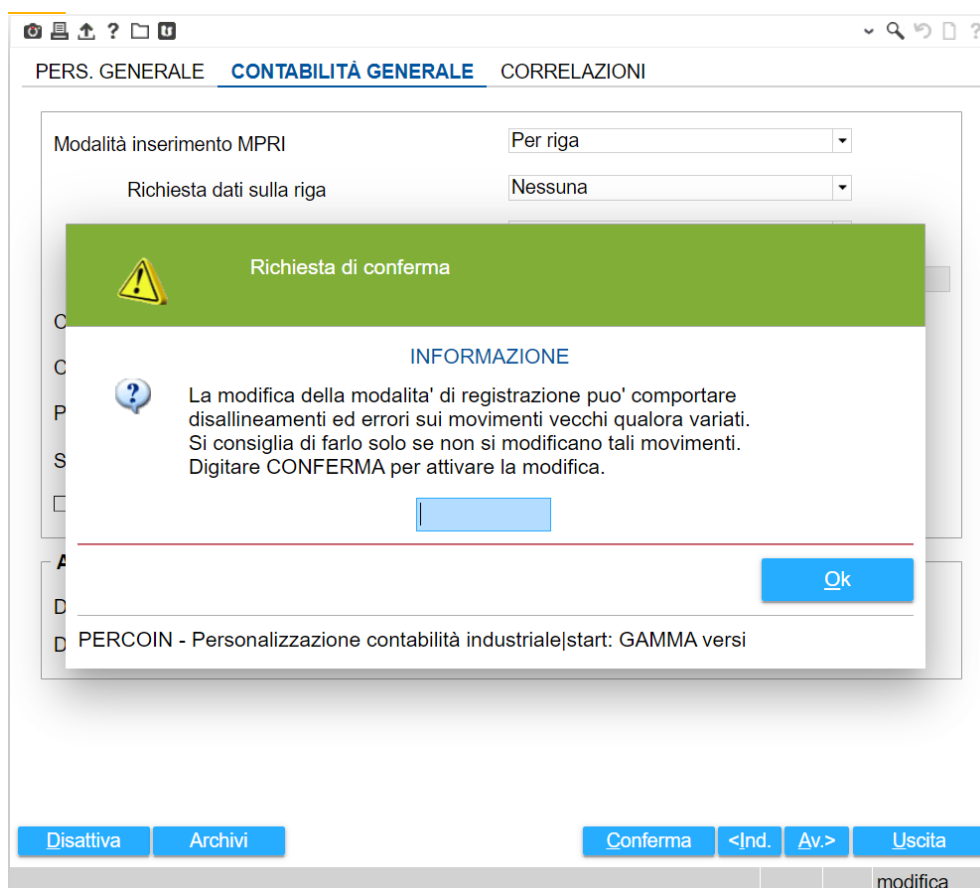 PERS. GENERALE CONTABILITÀ GENERALE CORRELAZIONI
Modalità inserimento MPRI Per riga
Richiesta dati sulla riga Nessuna
Richiesta di conferma
INFORMAZIONE
La modifica della modalita' di registrazione puo' comportare
disallineamenti ed errori sui movimenti vecchi qualora variati.
Si consiglia di farlo solo se non si modificano tali movimenti.
Digitare CONFERMA per attivare la modifica.
Ok
PERCOIN - Personalizzazione contabilità industriale|start: GAMMA versi
C
C
P
S
A
D
D
Disattiva Archivi Conferma <Ind. Av.> Uscita
modifica